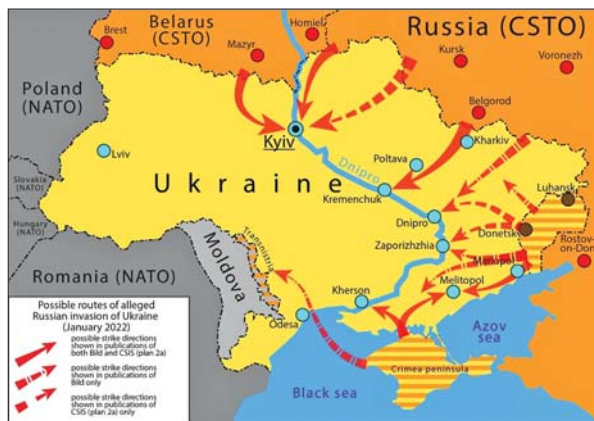 Belarus
(CSTO)
Homiel
Russia (CSTO)
Brest
Mazyr
Kursk
Voronezh
Poland
(NATO)
Belgorod
Kyiv
Lviv
Kharkiv
Dnipro
Poltava
Slovakia
(NATO)
Ukraine
Kremenchuk
Luhansk
Hungary
(NATO)
Dnipro
Donetsk
Moldova
Transnistria
Zaporizhzhia
Rostov-
on-Don
Mariupol
Romania (NATO)
Kherson
Melitopol
Odesa
Azov
sea
Possible routes of alleged
Russian invasion of Ukraine
(January 2022)
possible strike directions
shown in publications of
both Bild and CSIS (plan 2a)
possible strike directions
shown in publications of
Bild only
possible strike directions
shown in publications of
CSIS (plan 2a) only
Black sea
Crimea peninsula